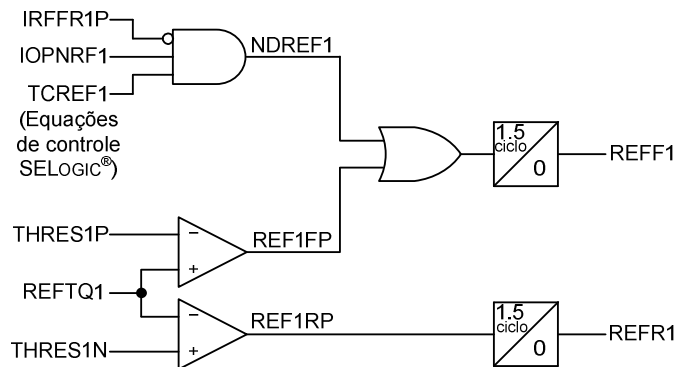 IRFFR1P
IOPNRF1
TCREF1
(Equações
de controle
SELOGIC®)
NDREF1
1.5
ciclo
0
REFF1
THRES1P
REF1FP
REFTQ1
THRES1N
REF1RP
1.5
ciclo
0
REFR1
−
+
−
+